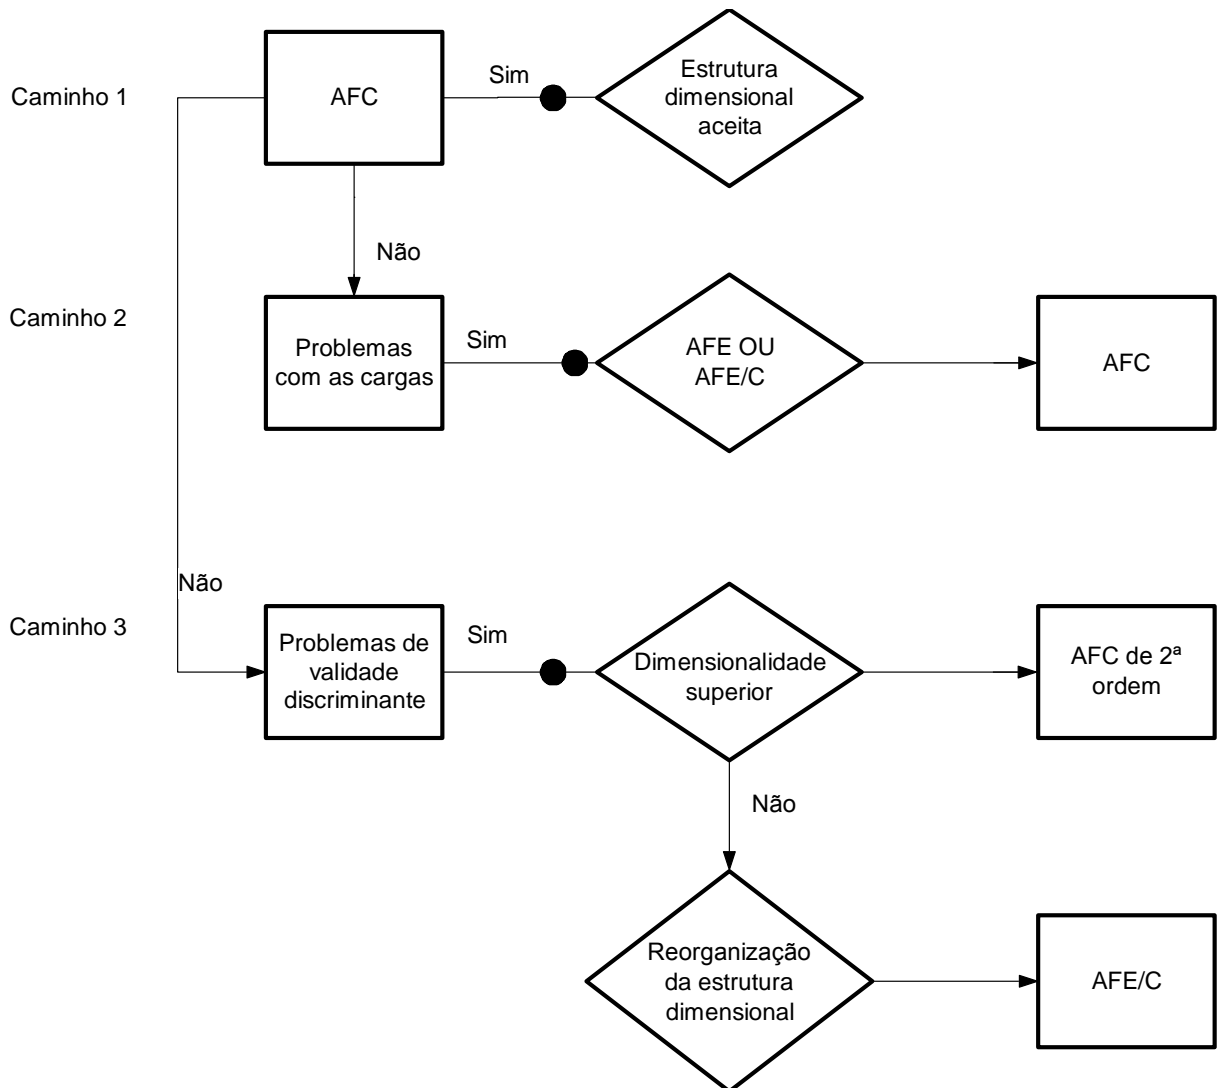 Caminho 1
AFC
Sim
Estrutura
dimensional
aceita
Não
Caminho 2
Problemas
com as cargas
Sim
AFE OU
AFE/C
AFC
Não
Caminho 3
Problemas de
validade
discriminante
Sim
Dimensionalidade
superior
AFC de 2ª
ordem
Não
Reorganização
da estrutura
dimensional
AFE/C